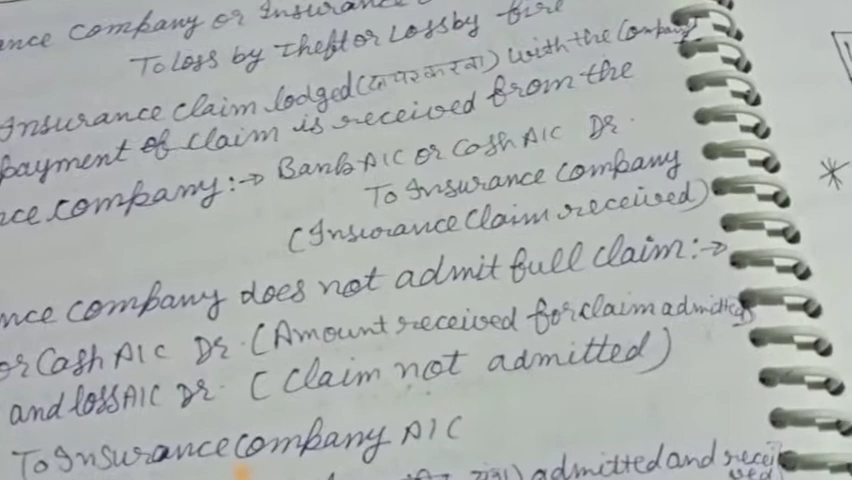 ance company or Insurance
To Loss by Theft or Loss by fire
Insurance claim lodged (दायर करना) with the Company
payment of claim is received from the
nce company :→ Bank A/C or Cash A/C Dr.
To Insurance Company
(Insurance Claim received)
nce company does not admit full claim :→
or Cash A/C Dr. (Amount received for claim admitted)
and loss A/C Dr. (Claim not admitted)
To Insurance company A/C
admitted and received